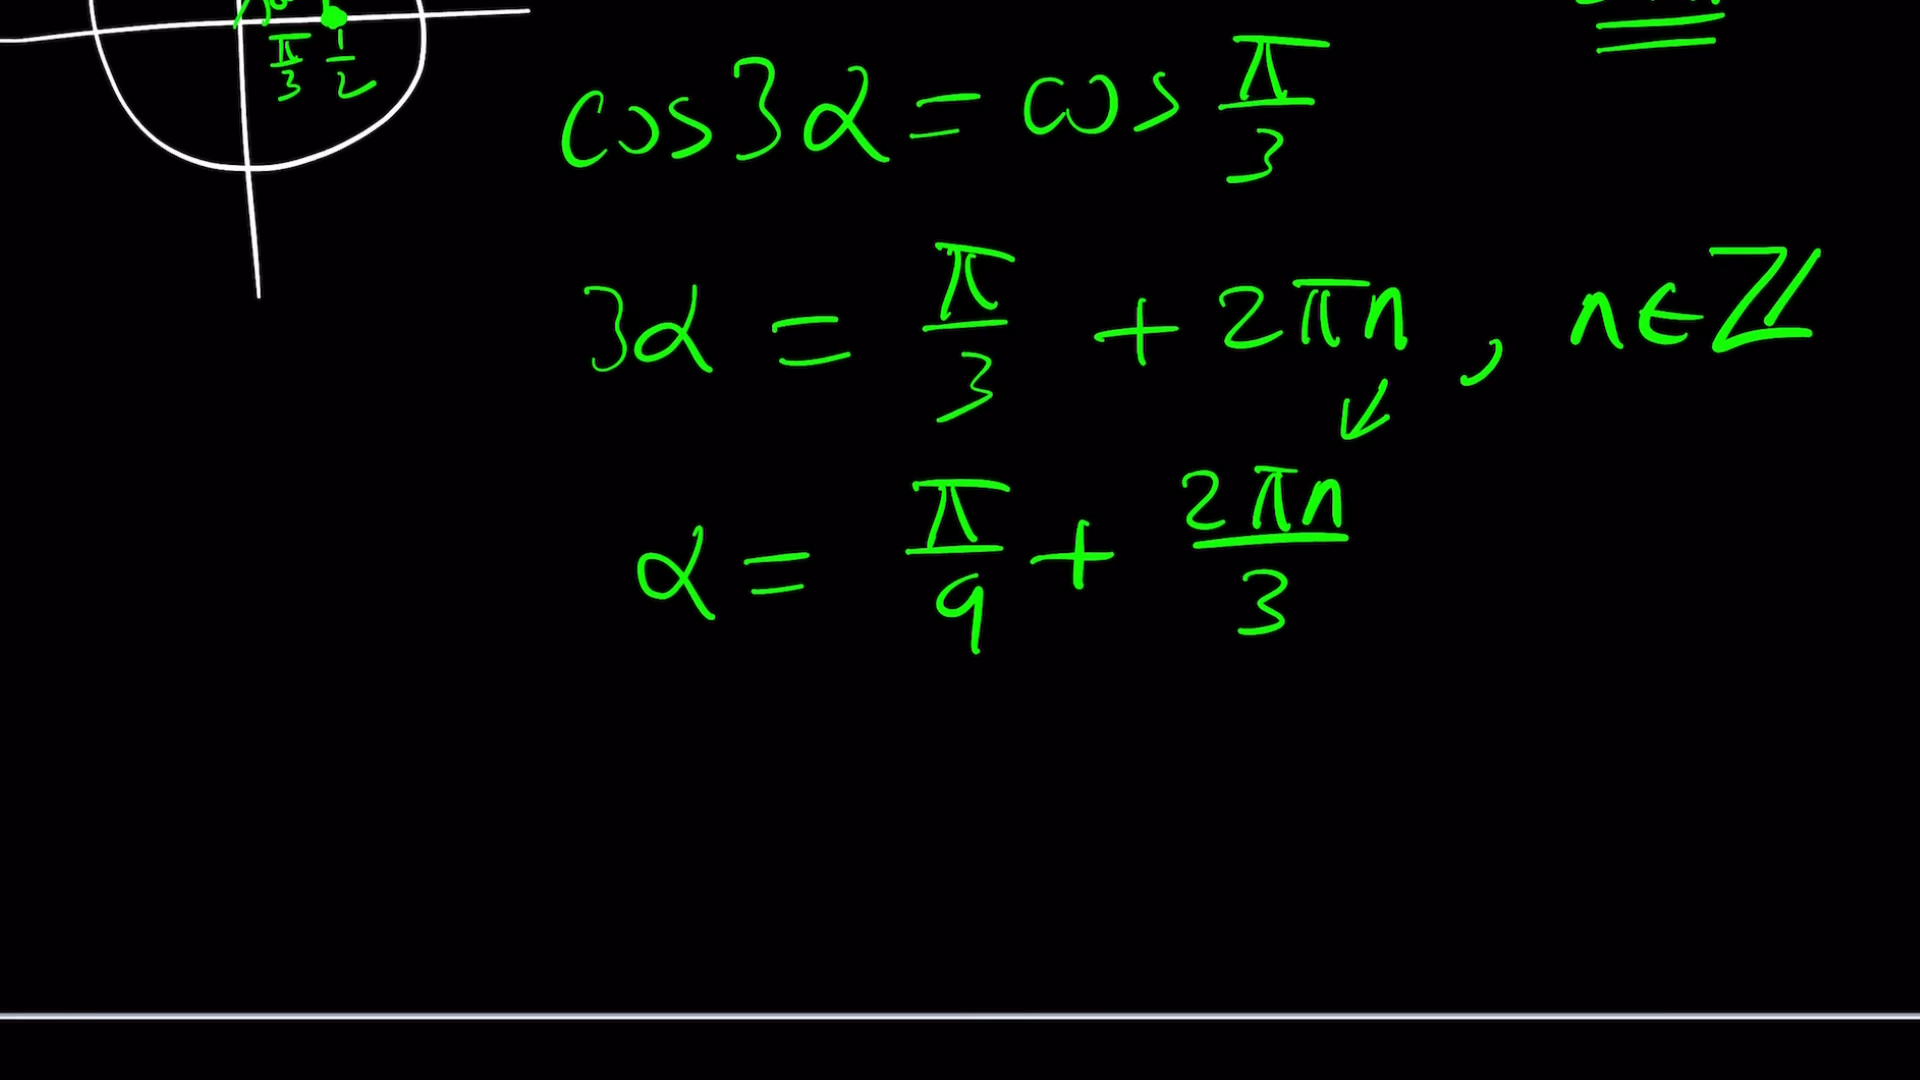 π/3 1/2
cos3α = cos π/3
3α = π/3 + 2πn , n∈ℤ
α = π/9 + 2πn/3